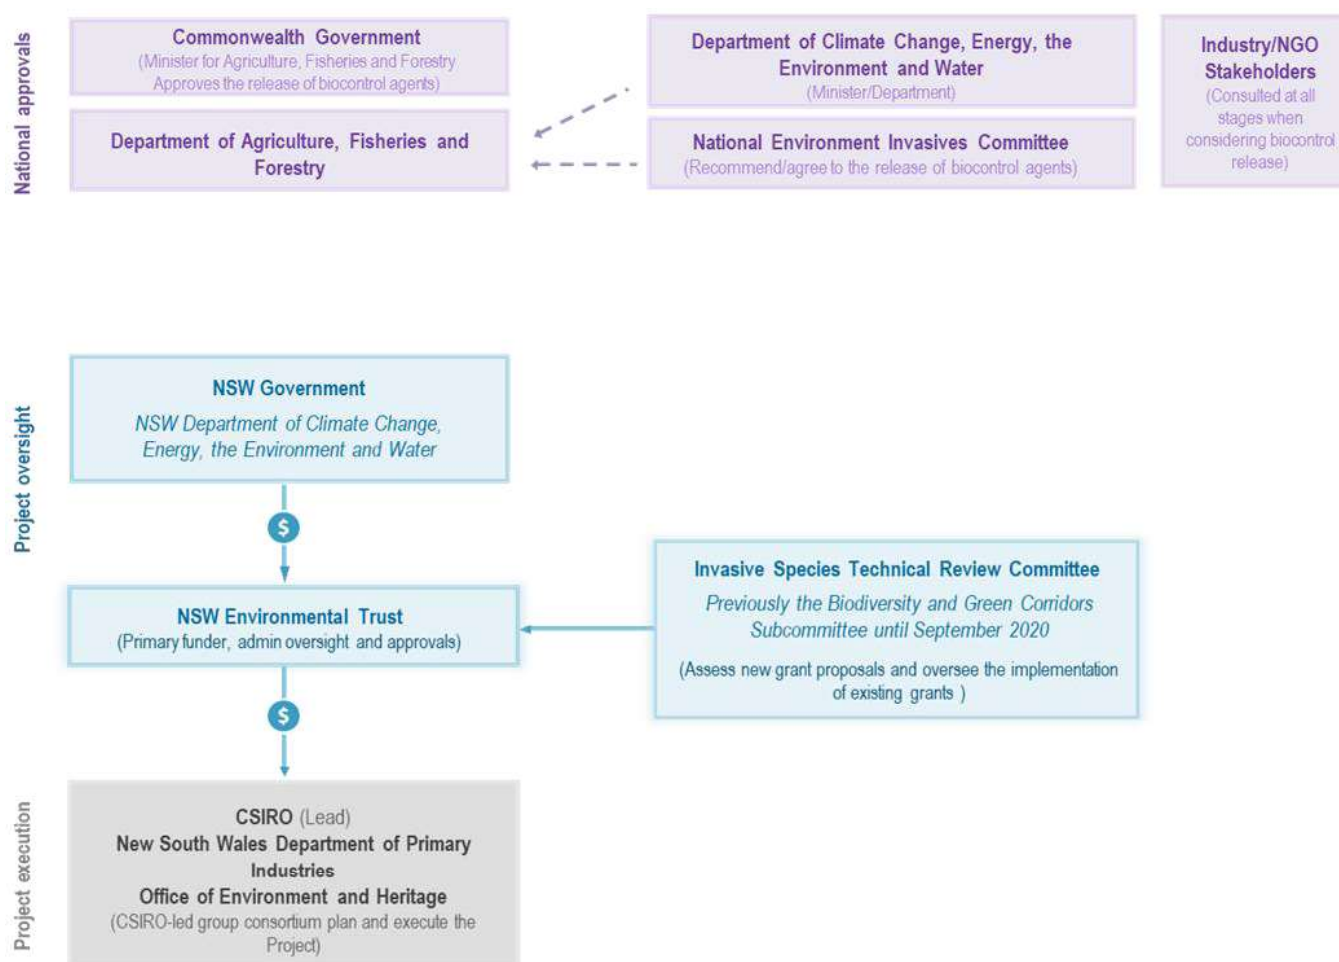 National approvals
Commonwealth Government
(Minister for Agriculture, Fisheries and Forestry
Approves the release of biocontrol agents)
Department of Agriculture, Fisheries and
Forestry
Department of Climate Change, Energy, the
Environment and Water
(Minister/Department)
National Environment Invasives Committee
(Recommend/agree to the release of biocontrol agents)
Industry/NGO
Stakeholders
(Consulted at all
stages when
considering biocontrol
release)
Project oversight
NSW Government
NSW Department of Climate Change,
Energy, the Environment and Water
$
NSW Environmental Trust
(Primary funder, admin oversight and approvals)
Invasive Species Technical Review Committee
Previously the Biodiversity and Green Corridors
Subcommittee until September 2020
(Assess new grant proposals and oversee the implementation
of existing grants )
$
Project execution
CSIRO (Lead)
New South Wales Department of Primary
Industries
Office of Environment and Heritage
(CSIRO-led group consortium plan and execute the
Project)